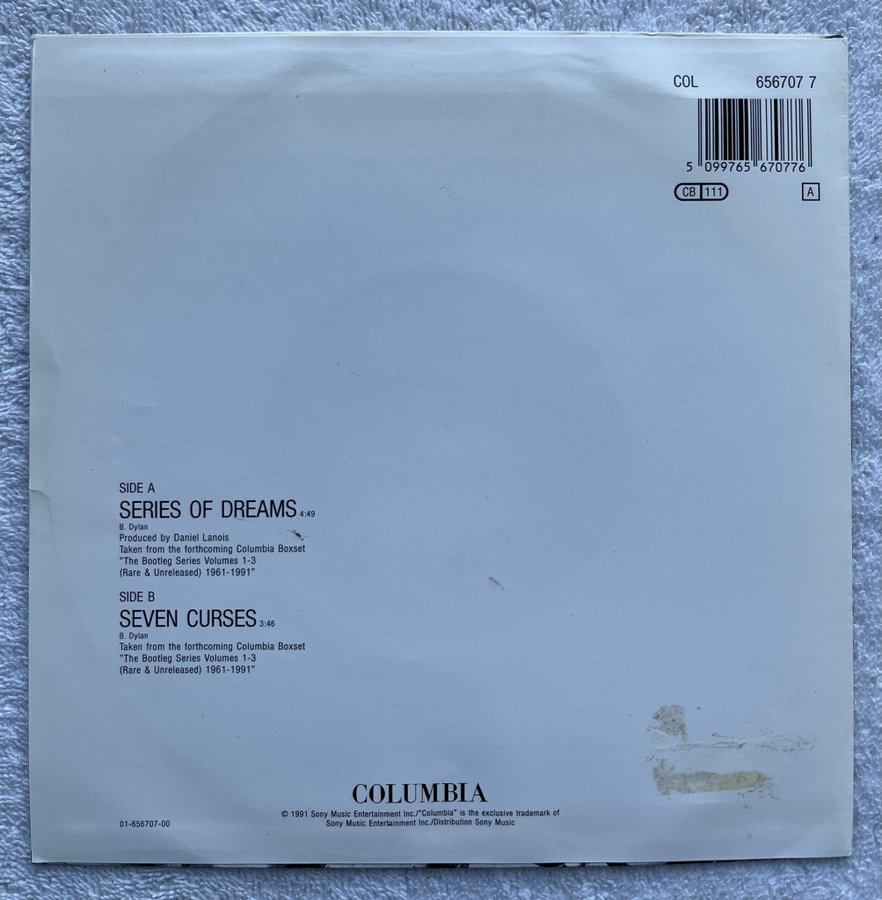 COL 656707 7
5 099765 670776
CB 111 A
SIDE A
SERIES OF DREAMS 4:49
B. Dylan
Produced by Daniel Lanois
Taken from the forthcoming Columbia Boxset
"The Bootleg Series Volumes 1-3
(Rare & Unreleased) 1961-1991"
SIDE B
SEVEN CURSES 3:46
B. Dylan
Taken from the forthcoming Columbia Boxset
"The Bootleg Series Volumes 1-3
(Rare & Unreleased) 1961-1991"
COLUMBIA
© 1991 Sony Music Entertainment Inc./"Columbia" is the exclusive trademark of
Sony Music Entertainment Inc./Distribution Sony Music
01-656707-00